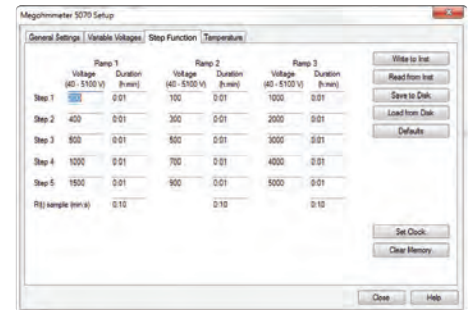 Megohmmeter 5070 Setup
General Settings Variable Voltages Step Function Temperature
Ramp 1 Ramp 2 Ramp 3
Voltage Duration Voltage Duration Voltage Duration
(40 - 5100 V) (h:min) (40 - 5100 V) (h:min) (40 - 5100 V) (h:min)
Step 1 0:01 100 0:01 1000 0:01
Step 2 400 0:01 300 0:01 2000 0:01
Step 3 800 0:01 500 0:01 3000 0:01
Step 4 1000 0:01 700 0:01 4000 0:01
Step 5 1500 0:01 900 0:01 5000 0:01
R(t) sample (min:s) 0:10 0:10 0:10
Write to Inst
Read from Inst
Save to Disk
Load from Disk
Defaults
Set Clock
Clear Memory
Close Help